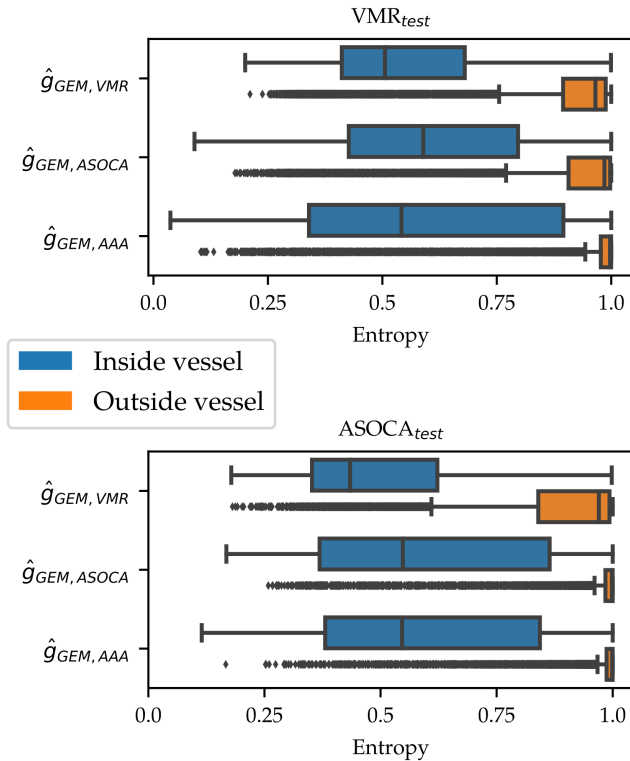 VMR_test
ĝ_GEM,VMR
ĝ_GEM,ASOCA
ĝ_GEM,AAA
0.0 0.25 0.5 0.75 1.0
Entropy
Inside vessel
Outside vessel
ASOCA_test
ĝ_GEM,VMR
ĝ_GEM,ASOCA
ĝ_GEM,AAA
0.0 0.25 0.5 0.75 1.0
Entropy